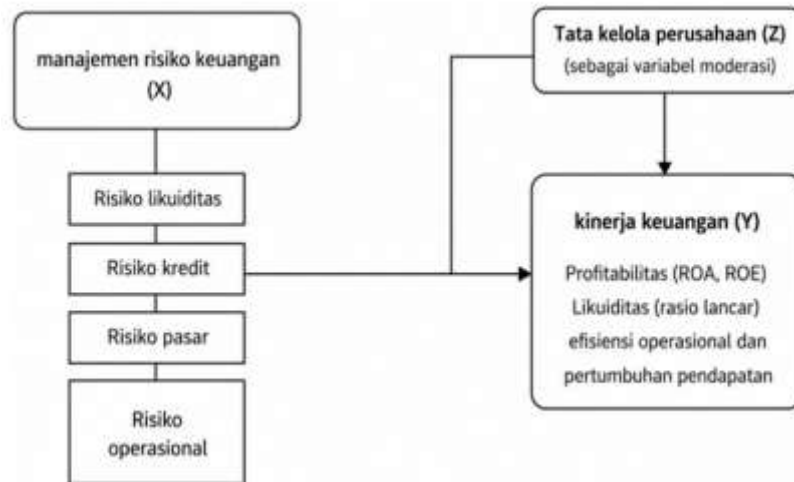 manajemen risiko keuangan
(X)
Risiko likuiditas
Risiko kredit
Risiko pasar
Risiko
operasional
Tata kelola perusahaan (Z)
(sebagai variabel moderasi)
kinerja keuangan (Y)
Profitabilitas (ROA, ROE)
Likuiditas (rasio lancar)
efisiensi operasional dan
pertumbuhan pendapatan